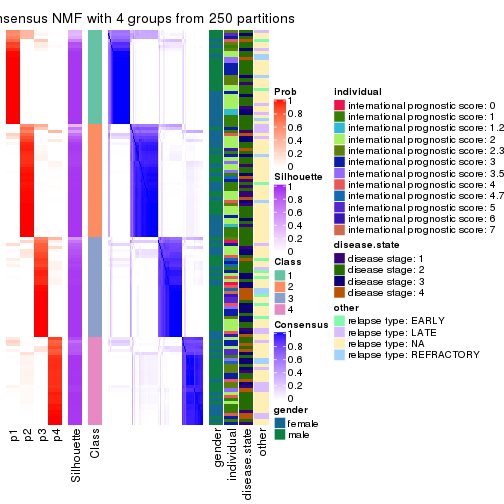 nsensus NMF with 4 groups from 250 partitions
p1
p2
p3
p4
Silhouette
Class
gender
individual
disease.state
other
Prob
1
0.8
0.6
0.4
0.2
0
Silhouette
1
0.8
0.6
0.4
0.2
0
Class
1
2
3
4
Consensus
1
0.8
0.6
0.4
0.2
0
gender
female
male
individual
international prognostic score: 0
international prognostic score: 1
international prognostic score: 1.2
international prognostic score: 2
international prognostic score: 2.3
international prognostic score: 3
international prognostic score: 3.5
international prognostic score: 4
international prognostic score: 4.7
international prognostic score: 5
international prognostic score: 6
international prognostic score: 7
disease.state
disease stage: 1
disease stage: 2
disease stage: 3
disease stage: 4
other
relapse type: EARLY
relapse type: LATE
relapse type: NA
relapse type: REFRACTORY